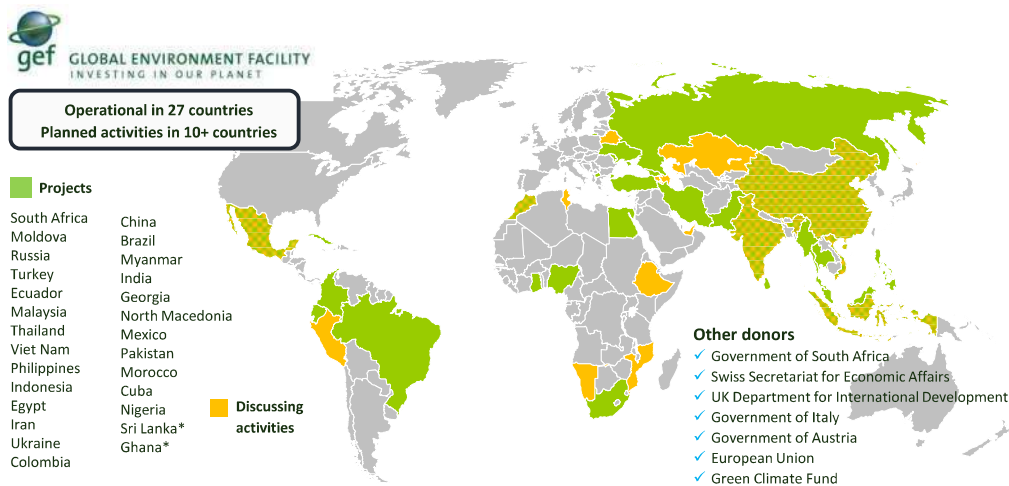 gef GLOBAL ENVIRONMENT FACILITY
INVESTING IN OUR PLANET
Operational in 27 countries
Planned activities in 10+ countries
Projects
South Africa
Moldova
Russia
Turkey
Ecuador
Malaysia
Thailand
Viet Nam
Philippines
Indonesia
Egypt
Iran
Ukraine
Colombia
China
Brazil
Myanmar
India
Georgia
North Macedonia
Mexico
Pakistan
Morocco
Cuba
Nigeria
Sri Lanka*
Ghana*
Discussing
activities
Other donors
✓ Government of South Africa
✓ Swiss Secretariat for Economic Affairs
✓ UK Department for International Development
✓ Government of Italy
✓ Government of Austria
✓ European Union
✓ Green Climate Fund